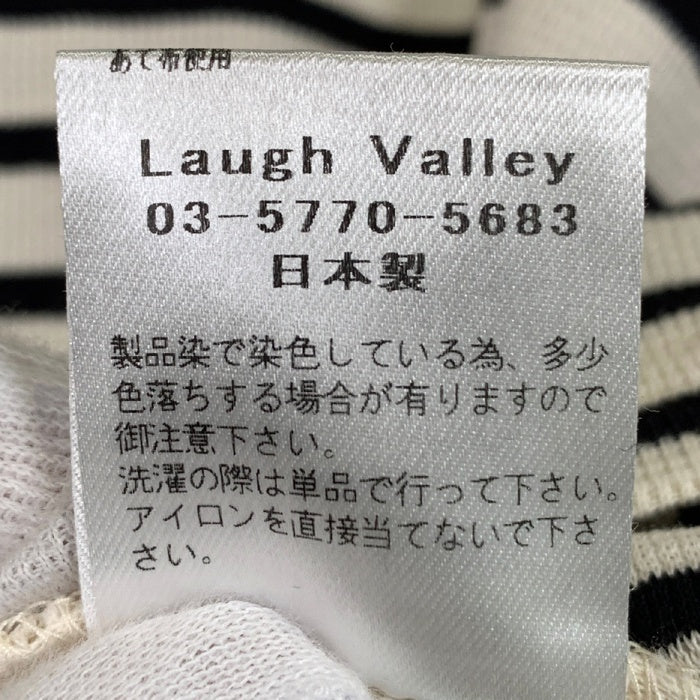 あて布使用
Laugh Valley
03-5770-5683
日本製
製品染で染色している為、多少
色落ちする場合が有りますので
御注意下さい。
洗濯の際は単品で行って下さい。
アイロンを直接当てないで下さ
さい。